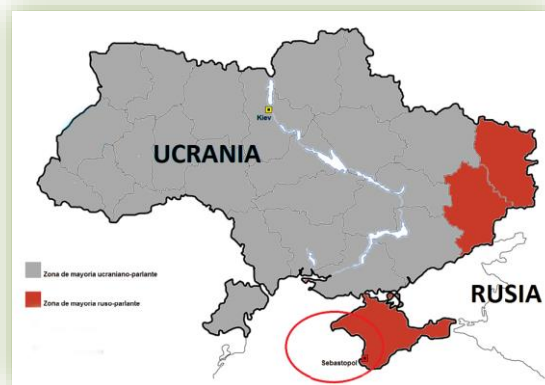 Kiev
UCRANIA
Zona de mayoria ucraniano-parlante
Zona de mayoria ruso-parlante
RUSIA
Sebastopol